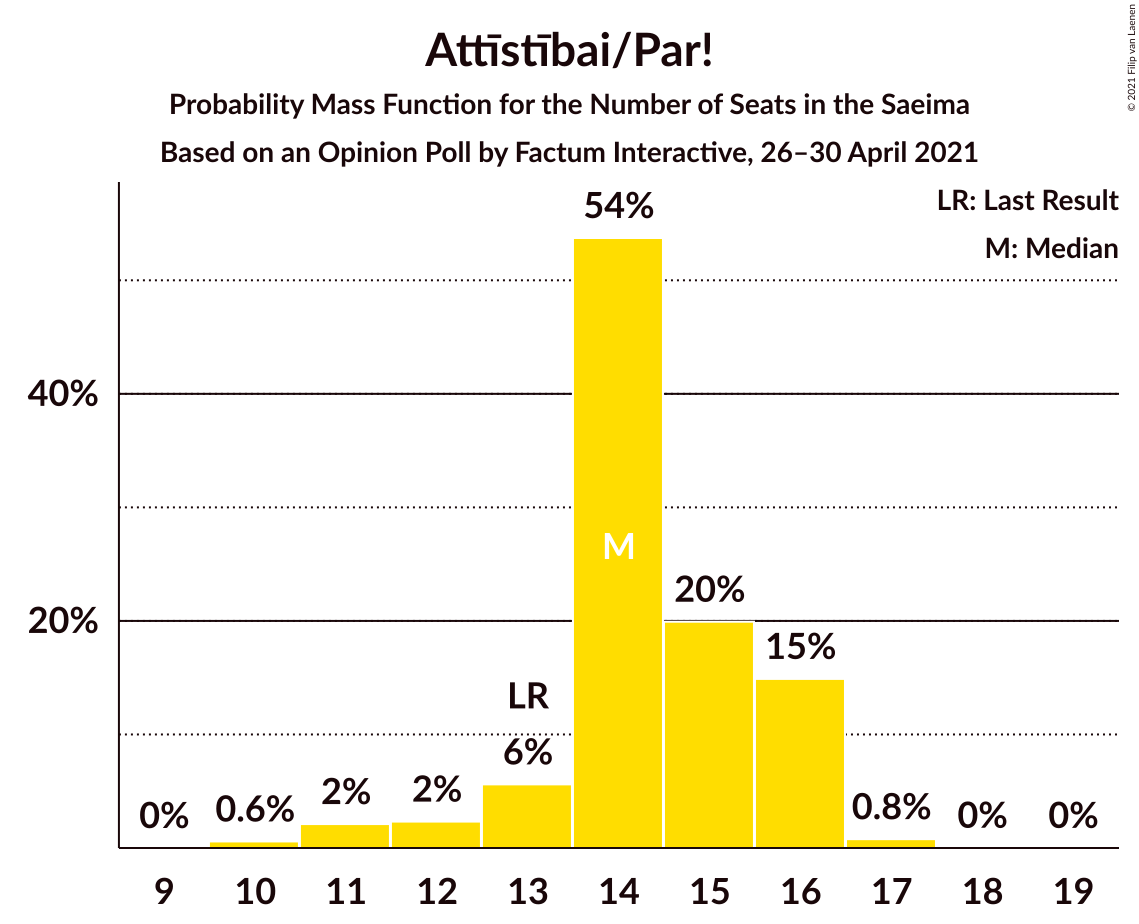 Attīstībai/Par!
Probability Mass Function for the Number of Seats in the Saeima
Based on an Opinion Poll by Factum Interactive, 26–30 April 2021
© 2021 Filip van Laenen
LR: Last Result
M: Median
54%
40%
M
20%
20%
15%
LR
6%
0%
0.6%
2%
2%
0.8%
0%
0%
9 10 11 12 13 14 15 16 17 18 19